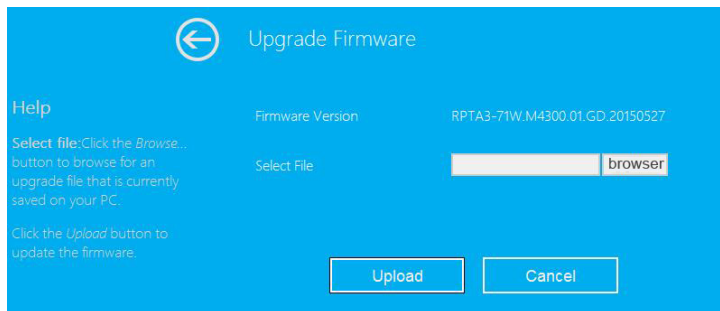 Upgrade Firmware
Help
Select file:Click the Browse...
button to browse for an
upgrade file that is currently
saved on your PC.
Click the Upload button to
update the firmware.
Firmware Version RPTA3-71W.M4300.01.GD.20150527
Select File browser
Upload Cancel